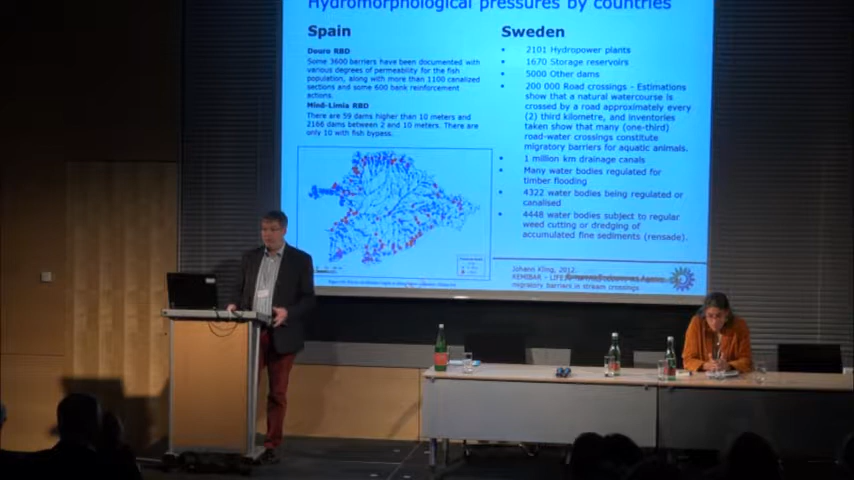 Hydromorphological pressures by countries
Spain
Douro RBD
Some 3600 barriers have been documented with
various degrees of permeability for the fish
population, along with more than 1100 canalized
sections and some 600 bank reinforcement
actions.
RBD
There are 59 dams higher than 10 meters and
2166 dams between 2 and 10 meters. There are
only 10 with fish bypass.
Sweden
• 2101 Hydropower plants
• 1670 Storage reservoirs
• 5000 Other dams
• 200 000 Road crossings - Estimations
show that a natural watercourse is
crossed by a road approximately every
(2) third kilometre, and inventories
taken show that many (one-third)
road-water crossings constitute
migratory barriers for aquatic animals.
• 1 million km drainage canals
• Many water bodies regulated for
timber flooding
• 4322 water bodies being regulated or
canalised
• 4448 water bodies subject to regular
weed cutting or dredging of
accumulated fine sediments (rensade).
Johann Kling, 2012.
migratory barriers in stream crossings